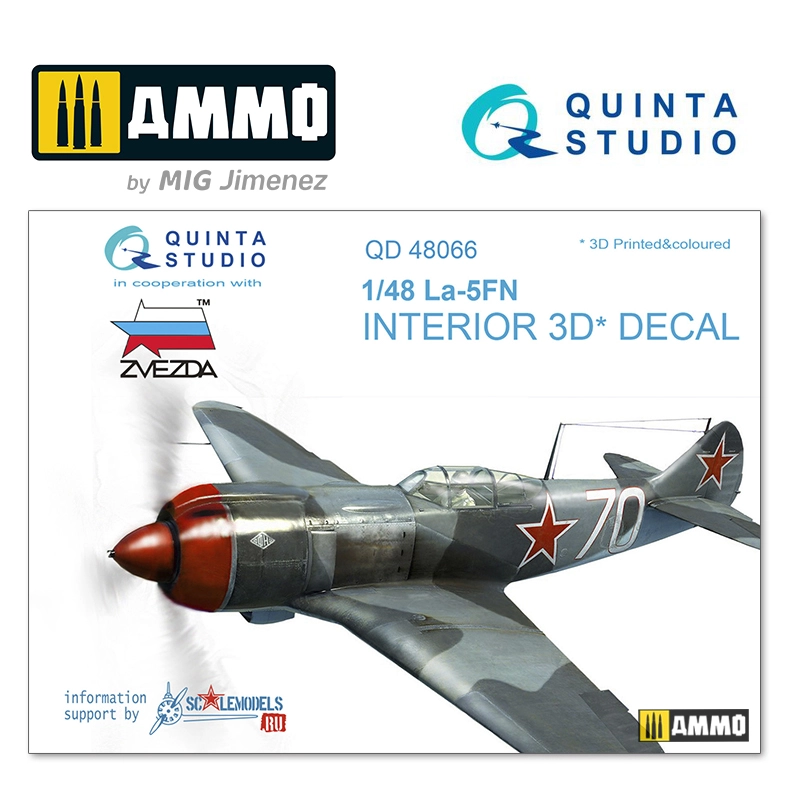 AMMO
by MIG Jimenez
QUINTA
STUDIO
QUINTA
STUDIO
in cooperation with
TM
ZVEZDA
QD 48066
* 3D Printed&coloured
1/48 La-5FN
INTERIOR 3D* DECAL
70
information
support by
SCALEMODELS
RU
AMMO